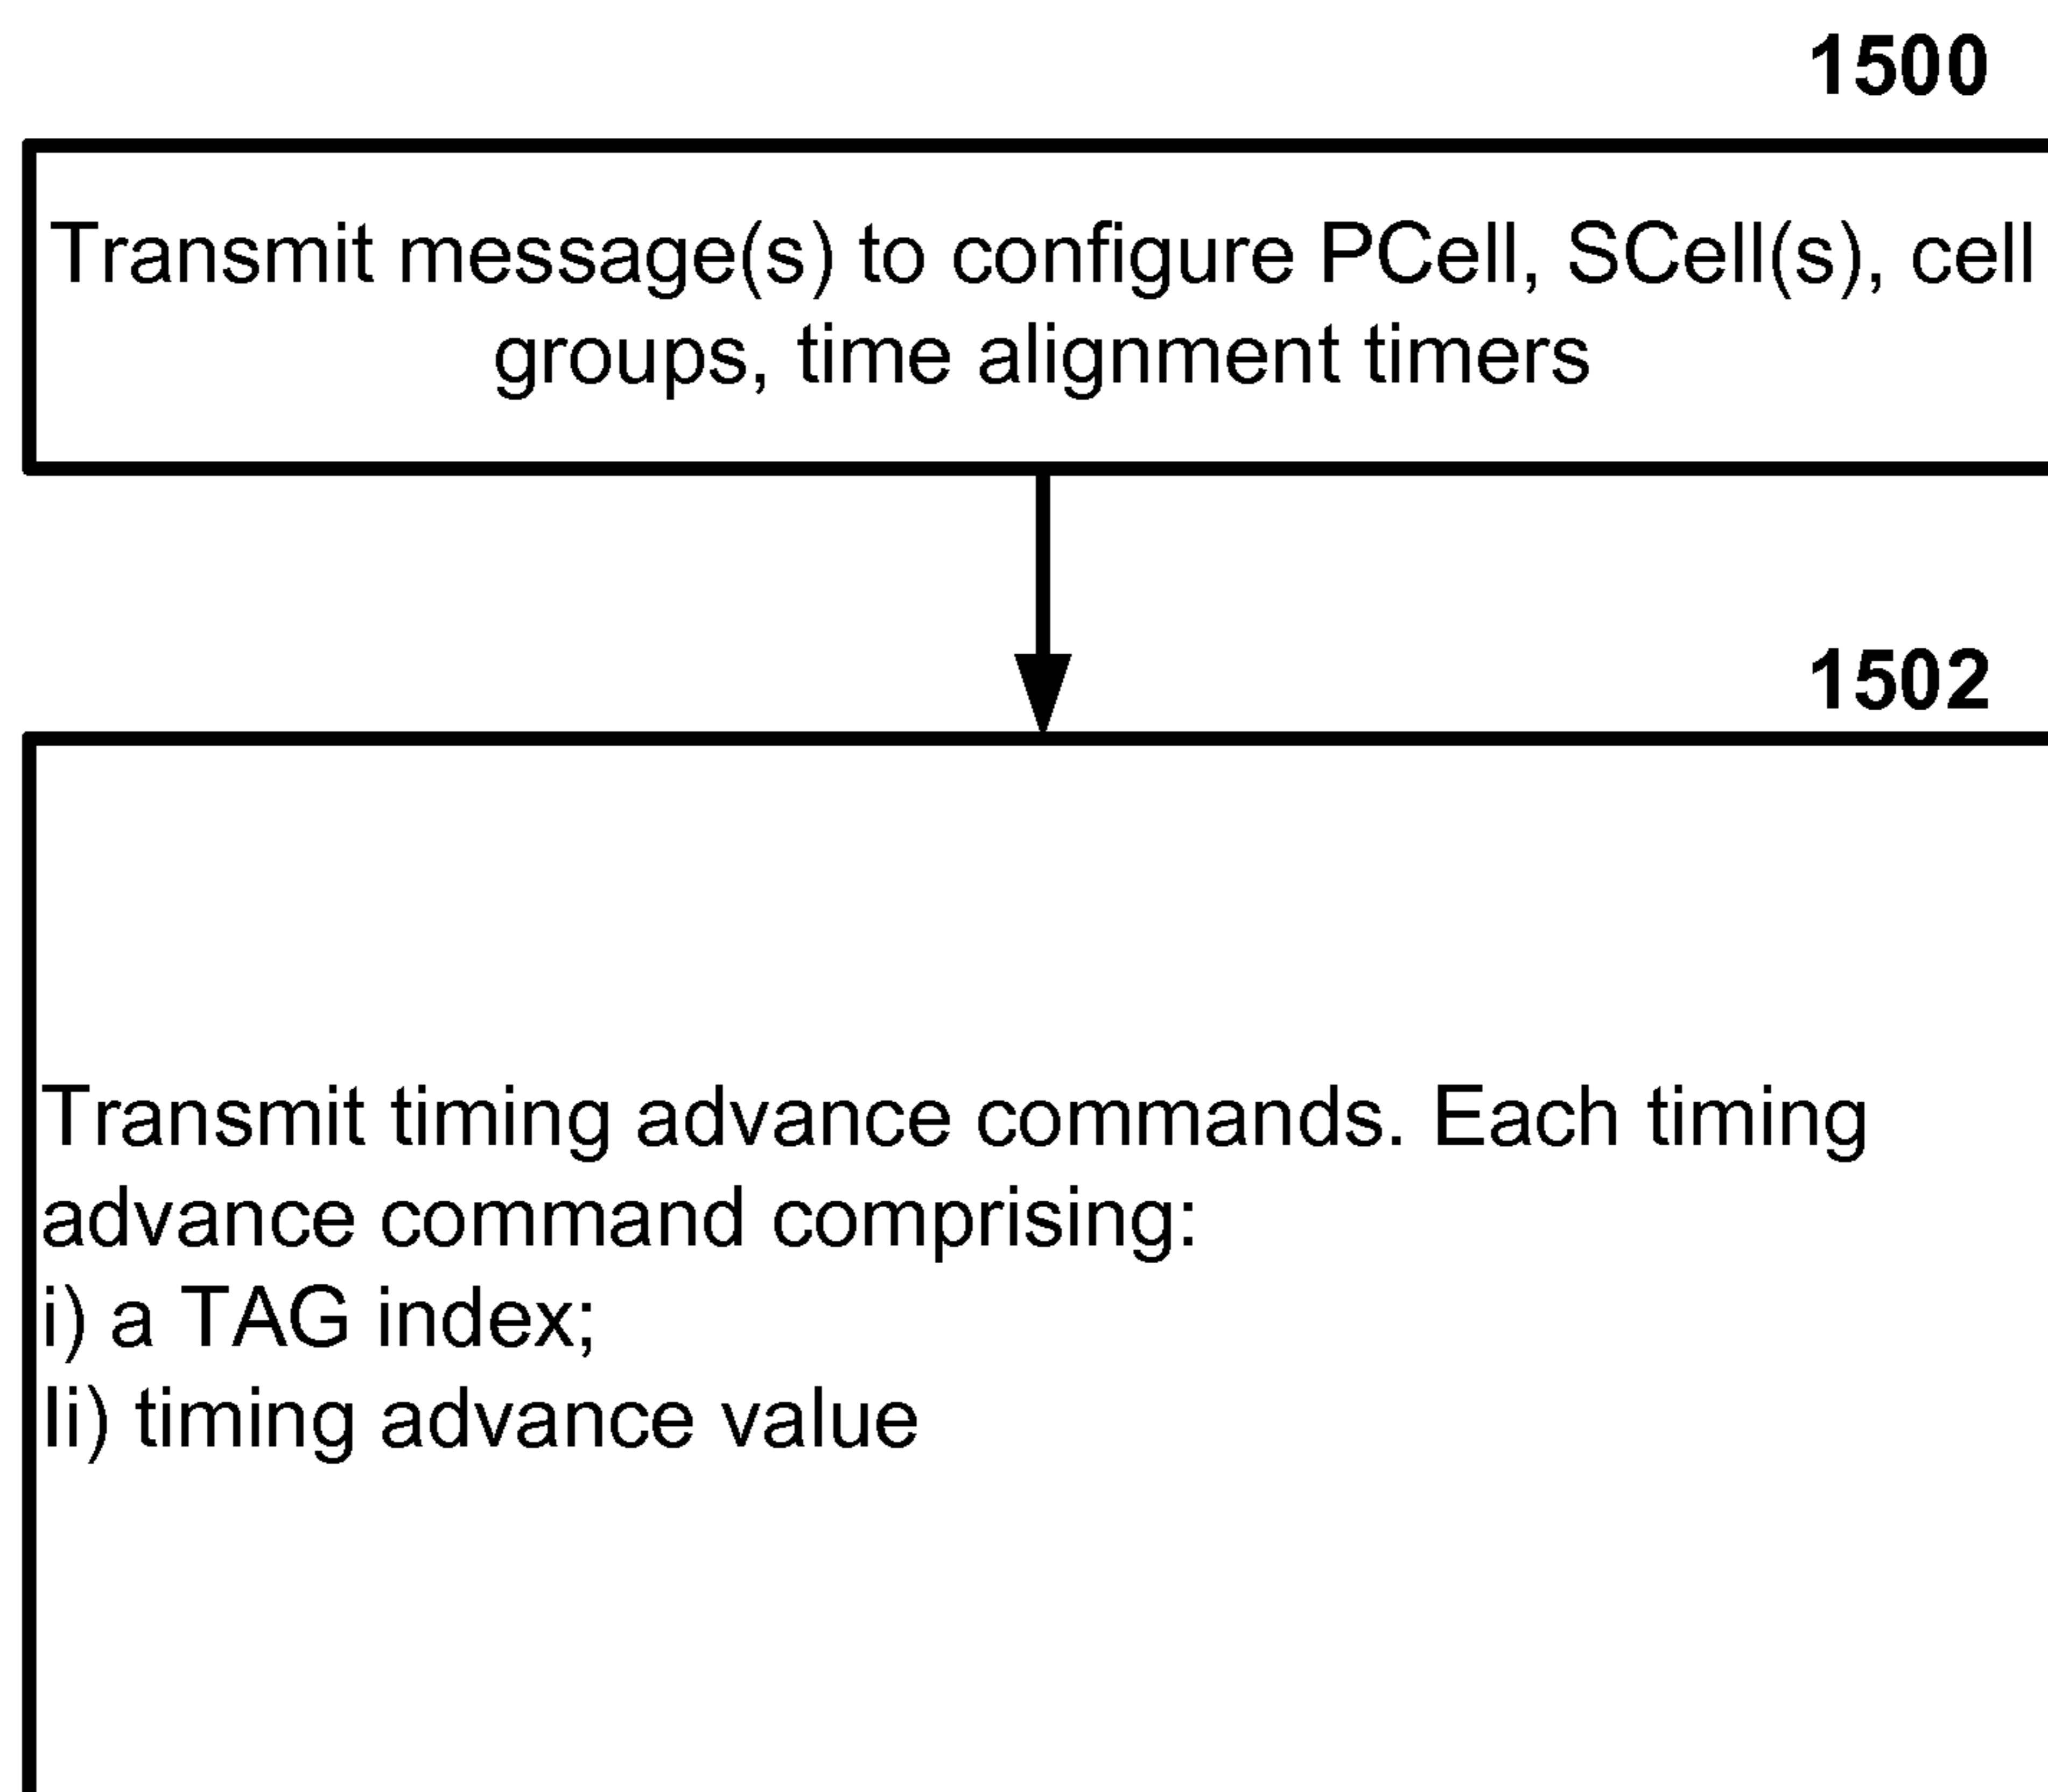 1500
Transmit message(s) to configure PCell, SCell(s), cell
groups, time alignment timers
1502
Transmit timing advance commands. Each timing
advance command comprising:
i) a TAG index;
Ii) timing advance value